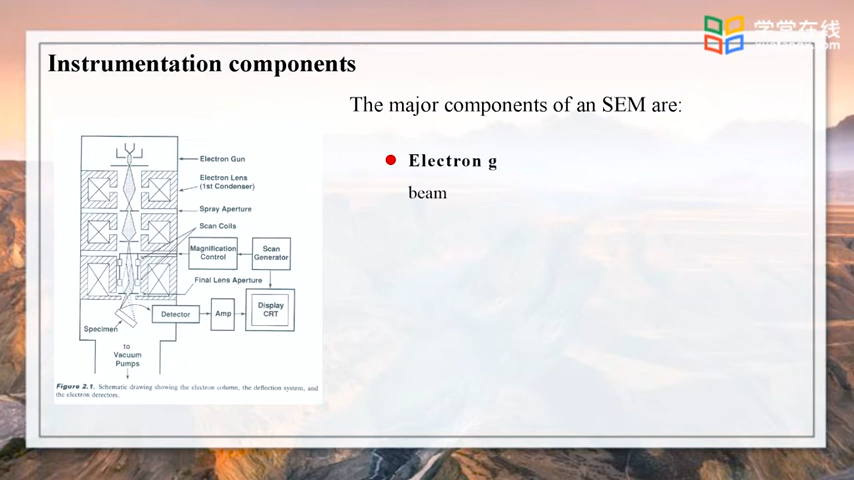 学堂在线
xuetangx.com
Instrumentation components
The major components of an SEM are:
Electron g
beam
Electron Gun
Electron Lens
(1st Condenser)
Spray Aperture
Scan Coils
Magnification
Control
Scan
Generator
Final Lens Aperture
Detector
Amp
Display
CRT
Specimen
to
Vacuum
Pumps
Figure 2.1. Schematic drawing showing the electron column, the deflection system, and
the electron detectors.